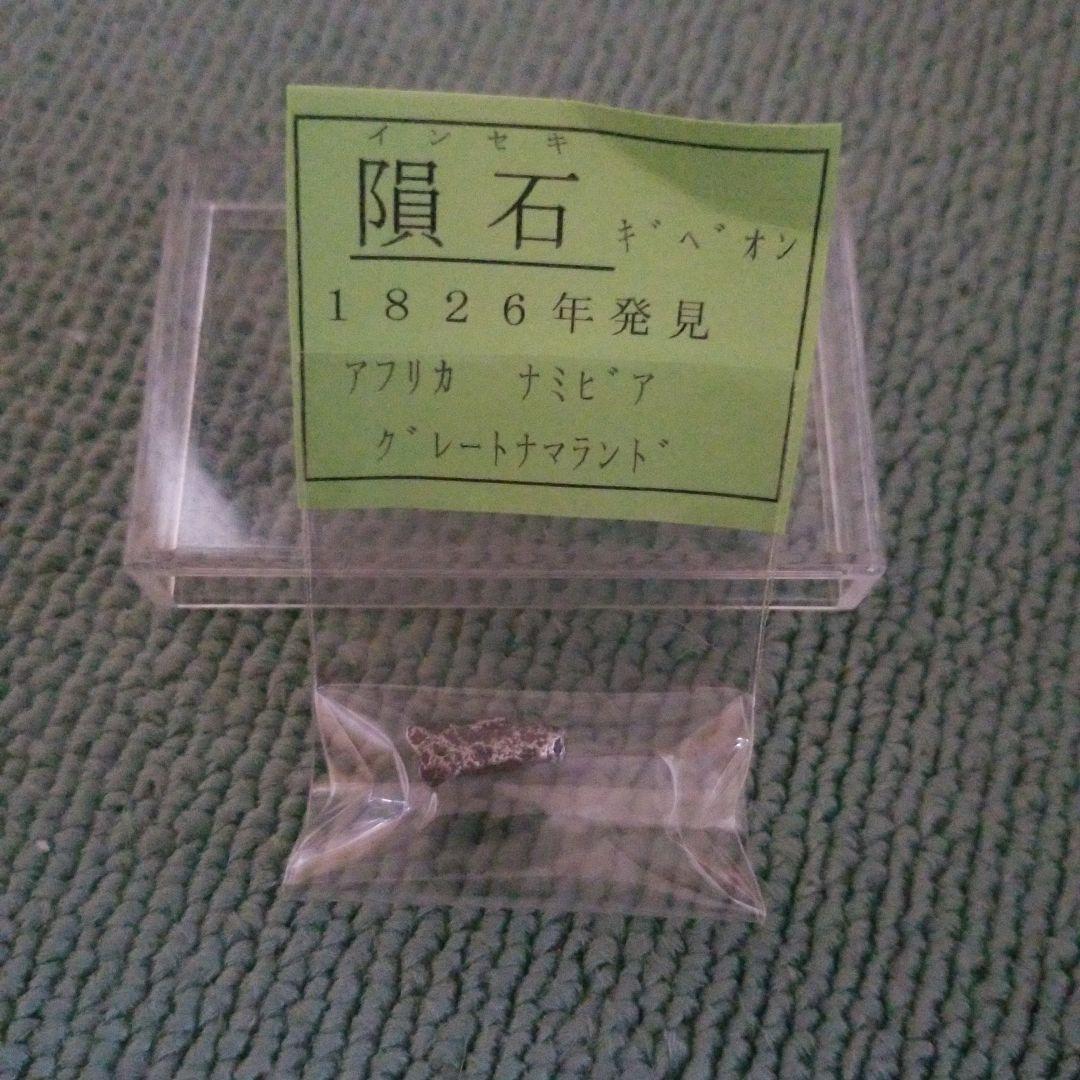 インセキ
隕石 ｷﾞﾍﾞｵﾝ
１８２６年発見
ｱﾌﾘｶ ﾅﾐﾋﾞｱ
ｸﾞﾚｰﾄﾅﾏﾗﾝﾄﾞ